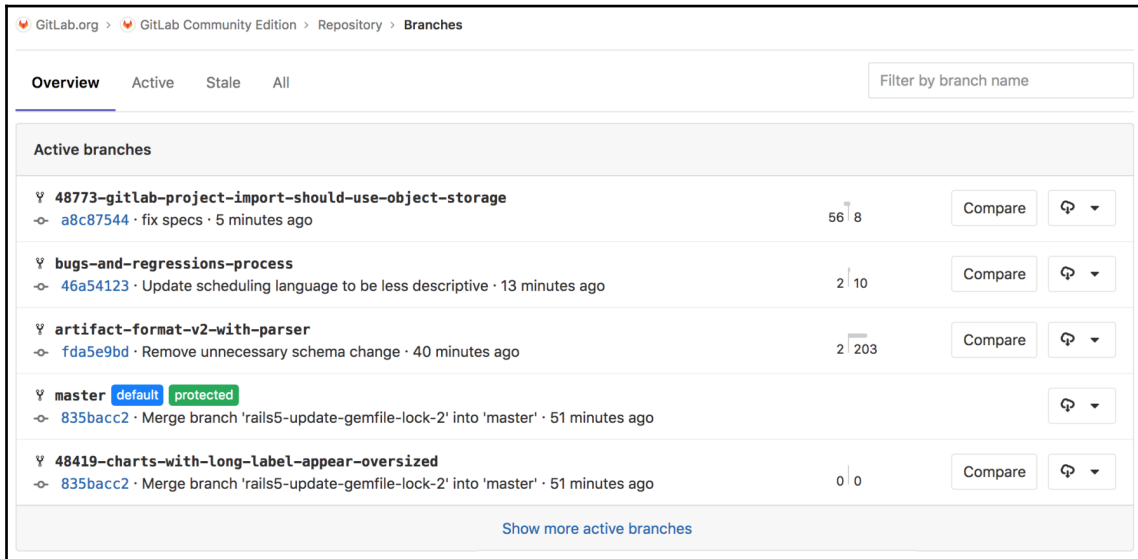 GitLab.org > GitLab Community Edition > Repository > Branches
Overview Active Stale All Filter by branch name
Active branches
48773-gitlab-project-import-should-use-object-storage
a8c87544 · fix specs · 5 minutes ago
56 8 Compare
bugs-and-regressions-process
46a54123 · Update scheduling language to be less descriptive · 13 minutes ago
2 10 Compare
artifact-format-v2-with-parser
fda5e9bd · Remove unnecessary schema change · 40 minutes ago
2 203 Compare
master default protected
835bacc2 · Merge branch 'rails5-update-gemfile-lock-2' into 'master' · 51 minutes ago
48419-charts-with-long-label-appear-oversized
835bacc2 · Merge branch 'rails5-update-gemfile-lock-2' into 'master' · 51 minutes ago
0 0 Compare
Show more active branches